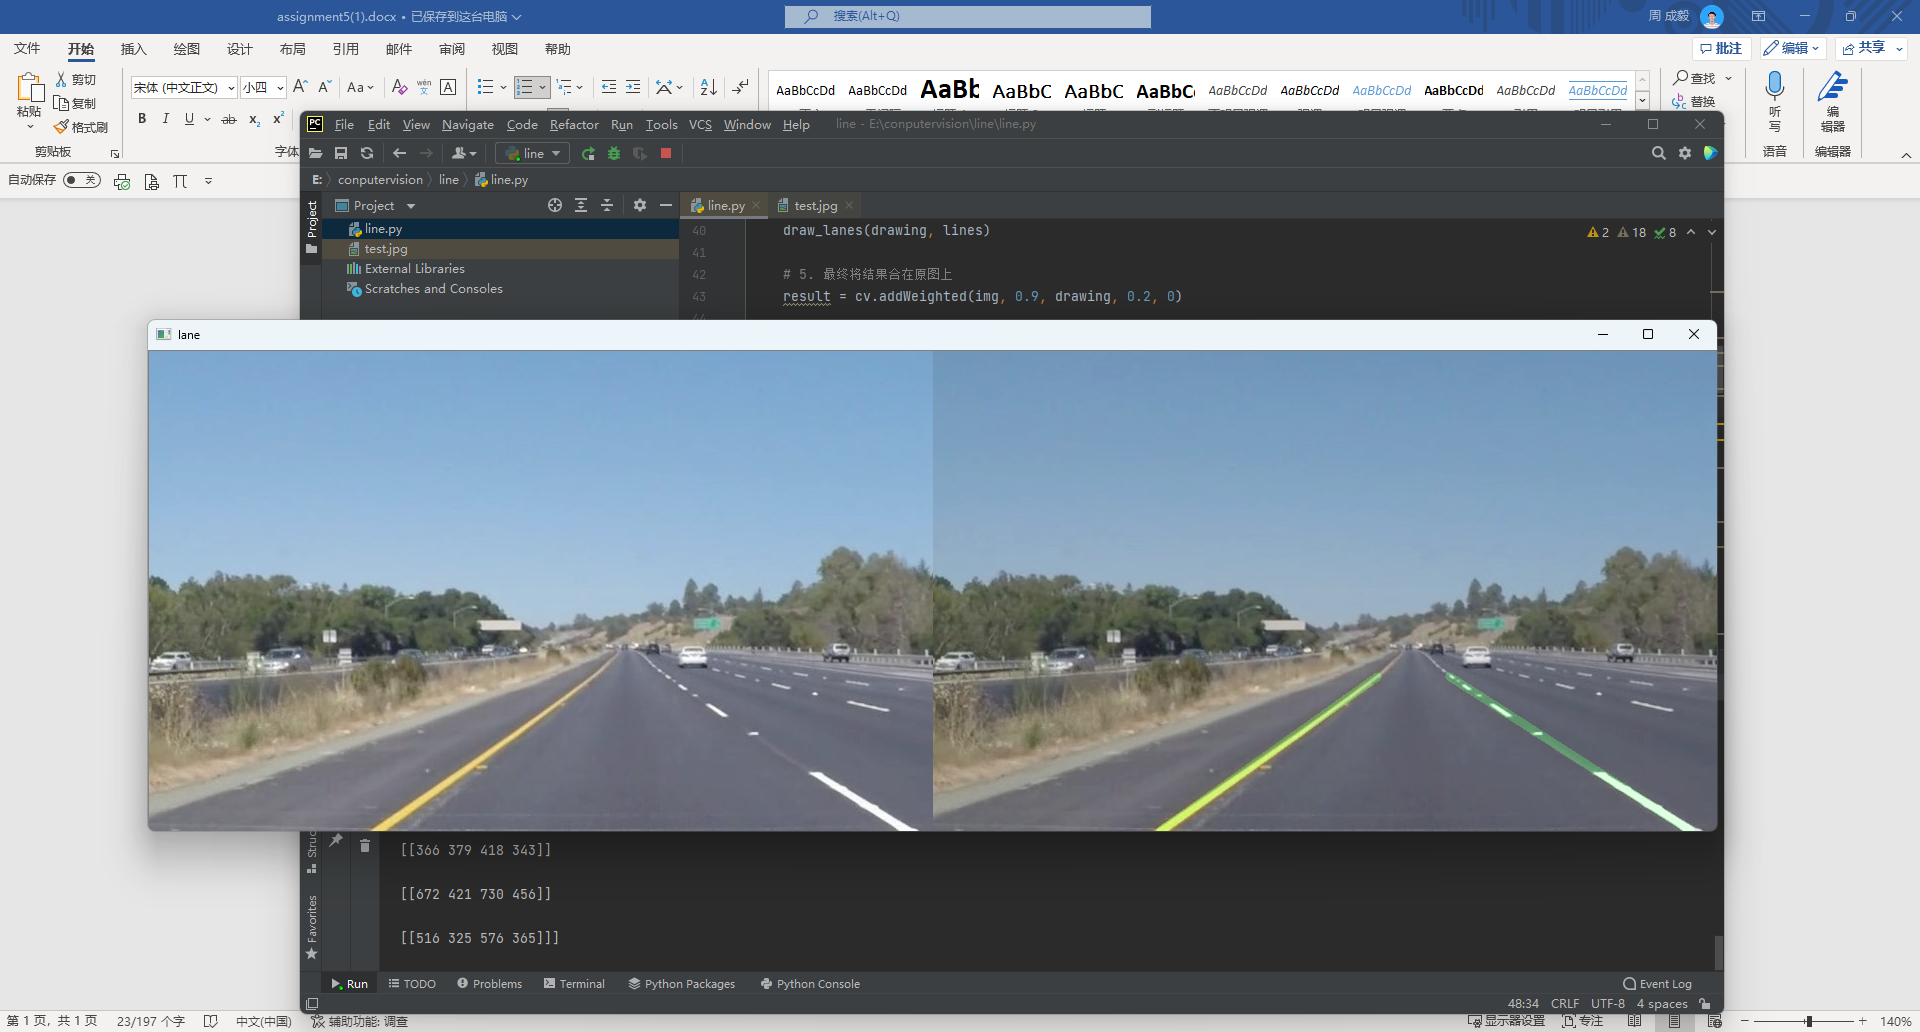 assignment5(1).docx • 已保存到这台电脑
搜索(Alt+Q)
周 成毅
文件 开始 插入 绘图 设计 布局 引用 邮件 审阅 视图 帮助
批注 编辑 共享
粘贴
剪切
复制
格式刷
剪贴板
宋体 (中文正文) 小四
字体
AaBbCcDd AaBbCcDd AaBb AaBbC AaBbC AaBbC AaBbCcDd AaBbCcDd AaBbCcDd AaBbCcDd AaBbCcDd AaBbCcDd
查找
替换
听写
语音
编辑器
编辑器
自动保存 关
PC File Edit View Navigate Code Refactor Run Tools VCS Window Help line - E:\conputervision\line\line.py
line
E: conputervision line line.py
Project
Project
line.py
test.jpg
External Libraries
Scratches and Consoles
line.py test.jpg
2 18 8
40 draw_lanes(drawing, lines)
41
42 # 5. 最终将结果合在原图上
43 result = cv.addWeighted(img, 0.9, drawing, 0.2, 0)
44
lane
[[366 379 418 343]]
[[672 421 730 456]]
[[516 325 576 365]]]
Favorites
Run TODO Problems Terminal Python Packages Python Console Event Log
48:34 CRLF UTF-8 4 spaces
第 1 页, 共 1 页 23/197 个字 中文(中国) 辅助功能: 调查 显示器设置 专注 140%